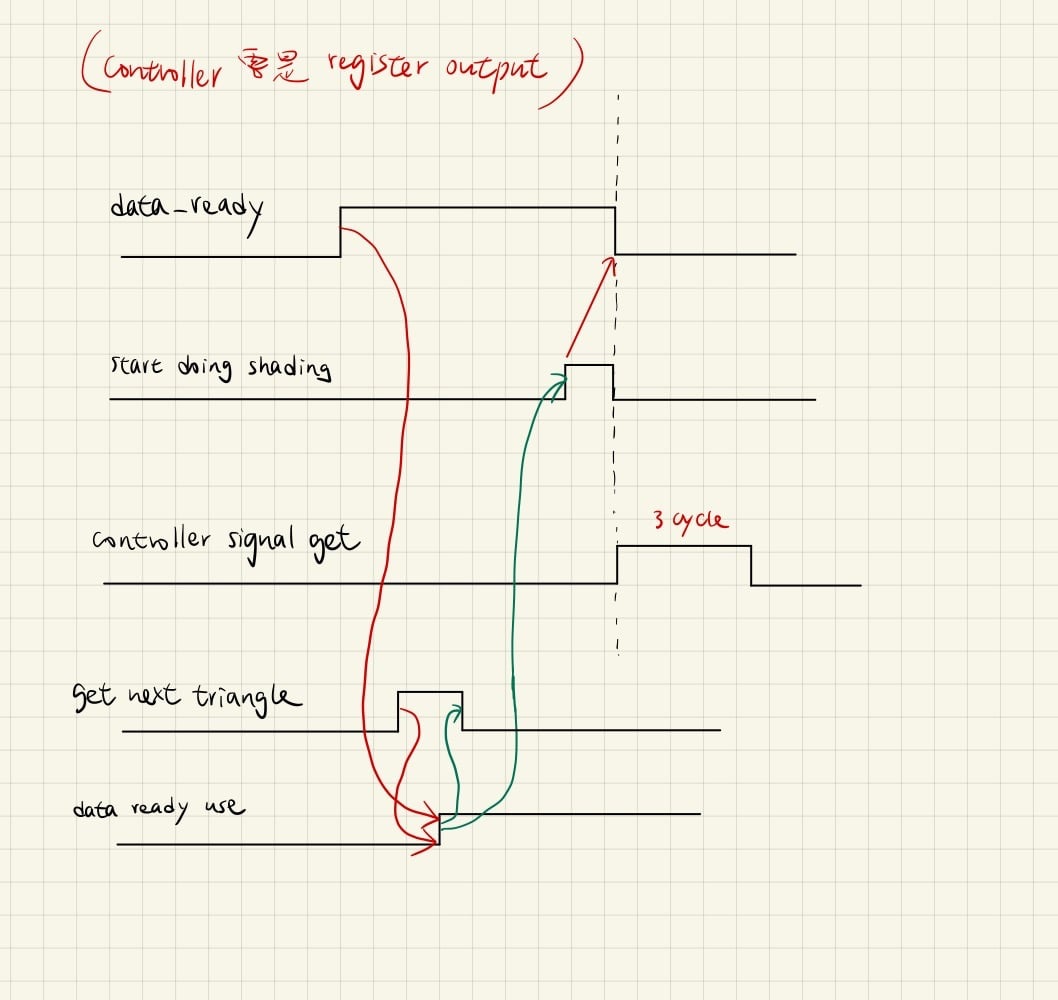 (Controller 需是 register output)
data_ready
start doing shading
controller signal get
3 cycle
get next triangle
data ready use